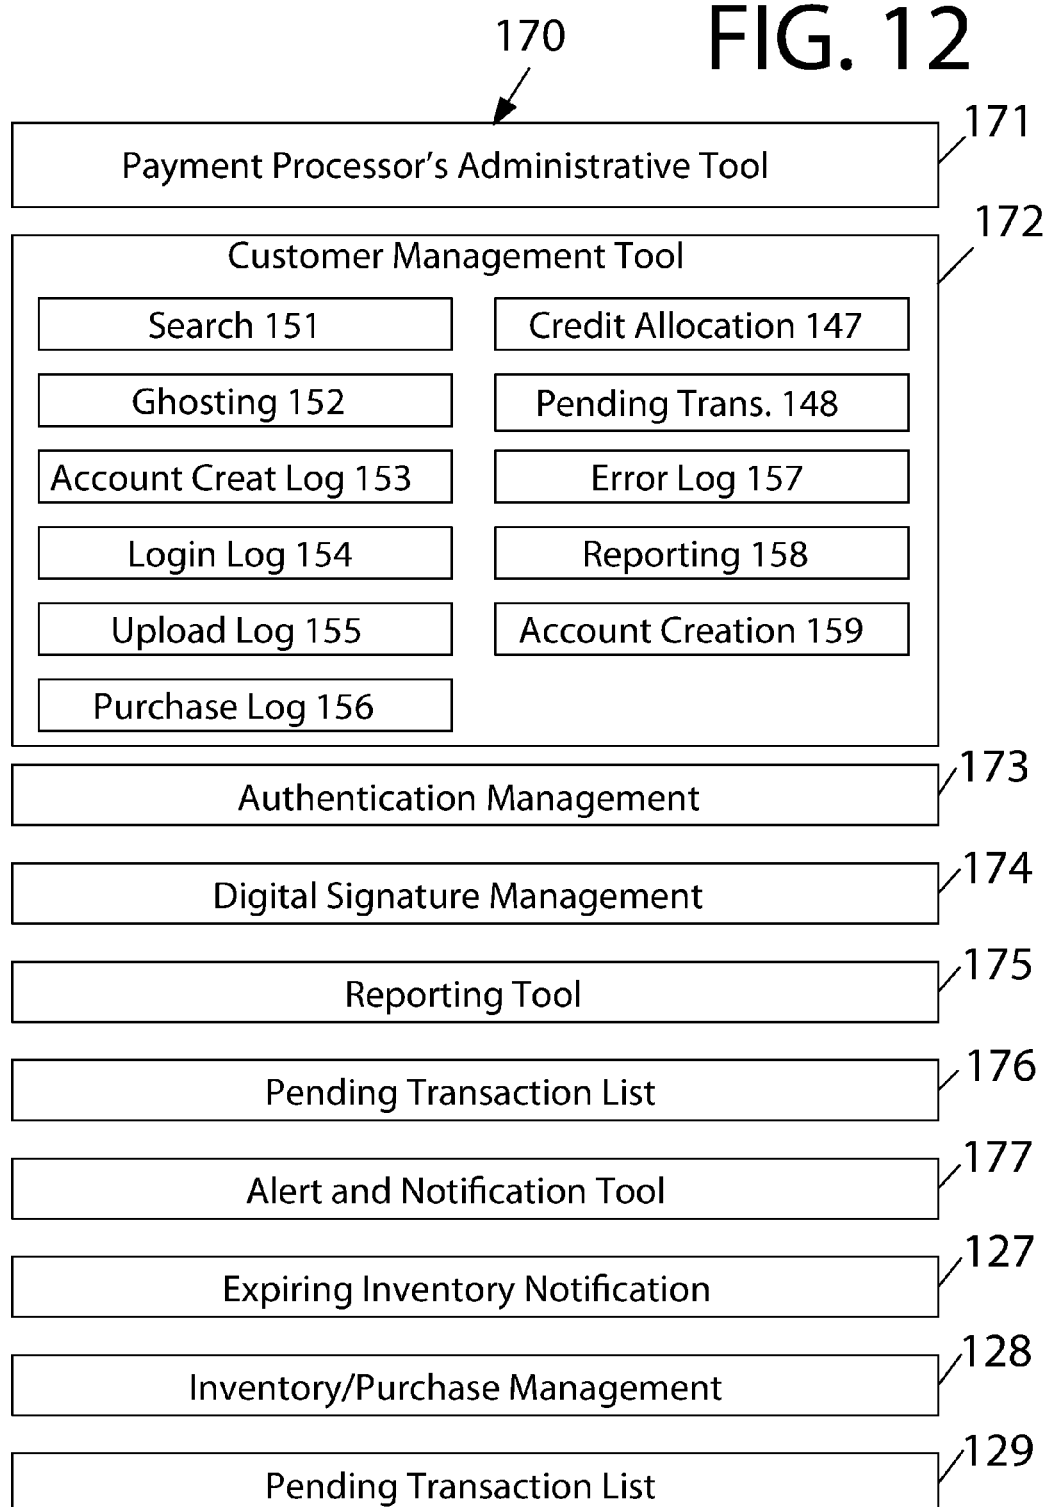 FIG. 12
170
Payment Processor's Administrative Tool
171
172
Customer Management Tool
Search 151
Credit Allocation 147
Ghosting 152
Pending Trans. 148
Account Creat Log 153
Error Log 157
Login Log 154
Reporting 158
Upload Log 155
Account Creation 159
Purchase Log 156
173
Authentication Management
174
Digital Signature Management
175
Reporting Tool
176
Pending Transaction List
177
Alert and Notification Tool
127
Expiring Inventory Notification
128
Inventory/Purchase Management
129
Pending Transaction List